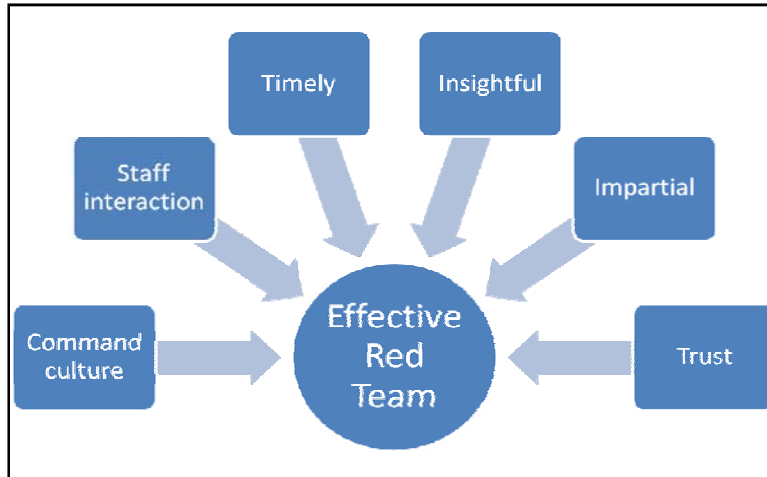 Timely
Insightful
Staff
interaction
Impartial
Command
culture
Effective
Red
Team
Trust